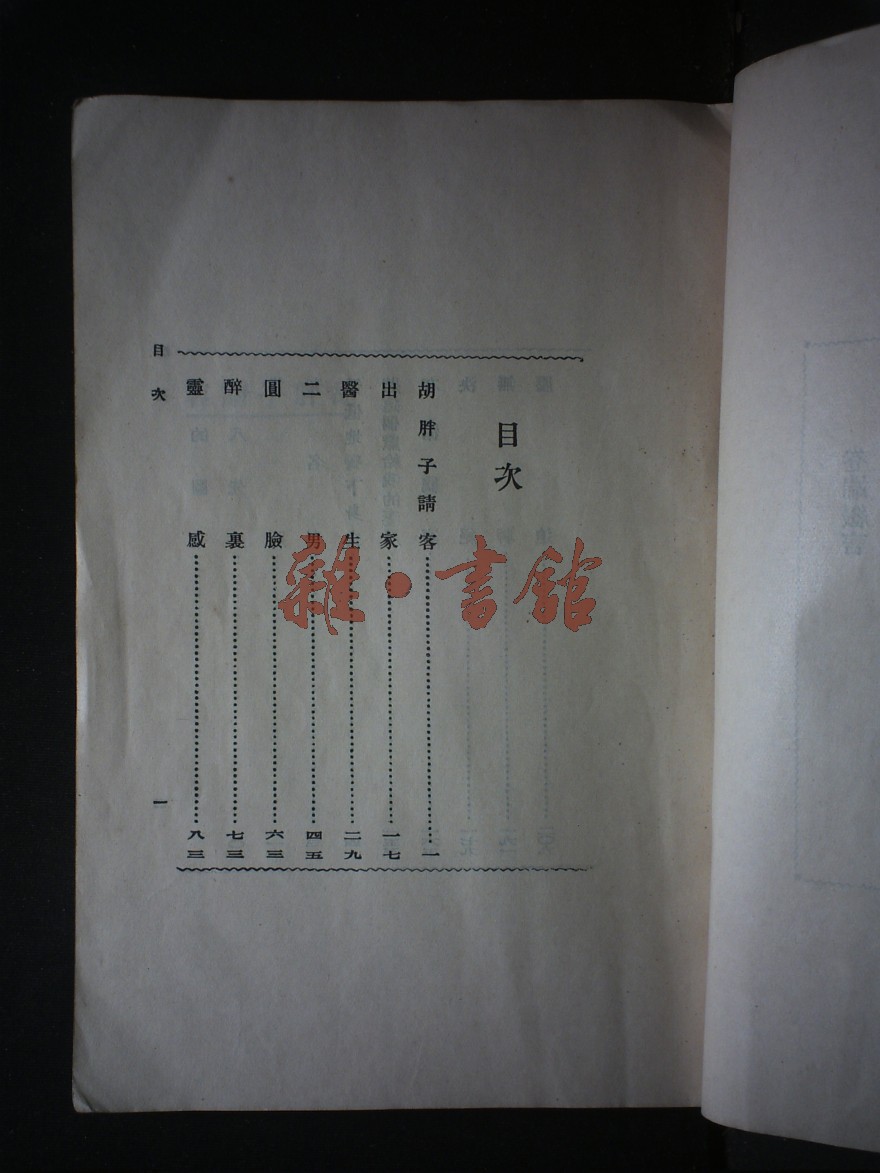 目次
胡胖子請客…………一
出家…………一七
醫生…………二九
二男…………四五
圓臉…………六三
醉裏…………七三
靈感…………八三
目次
一
雜·書館